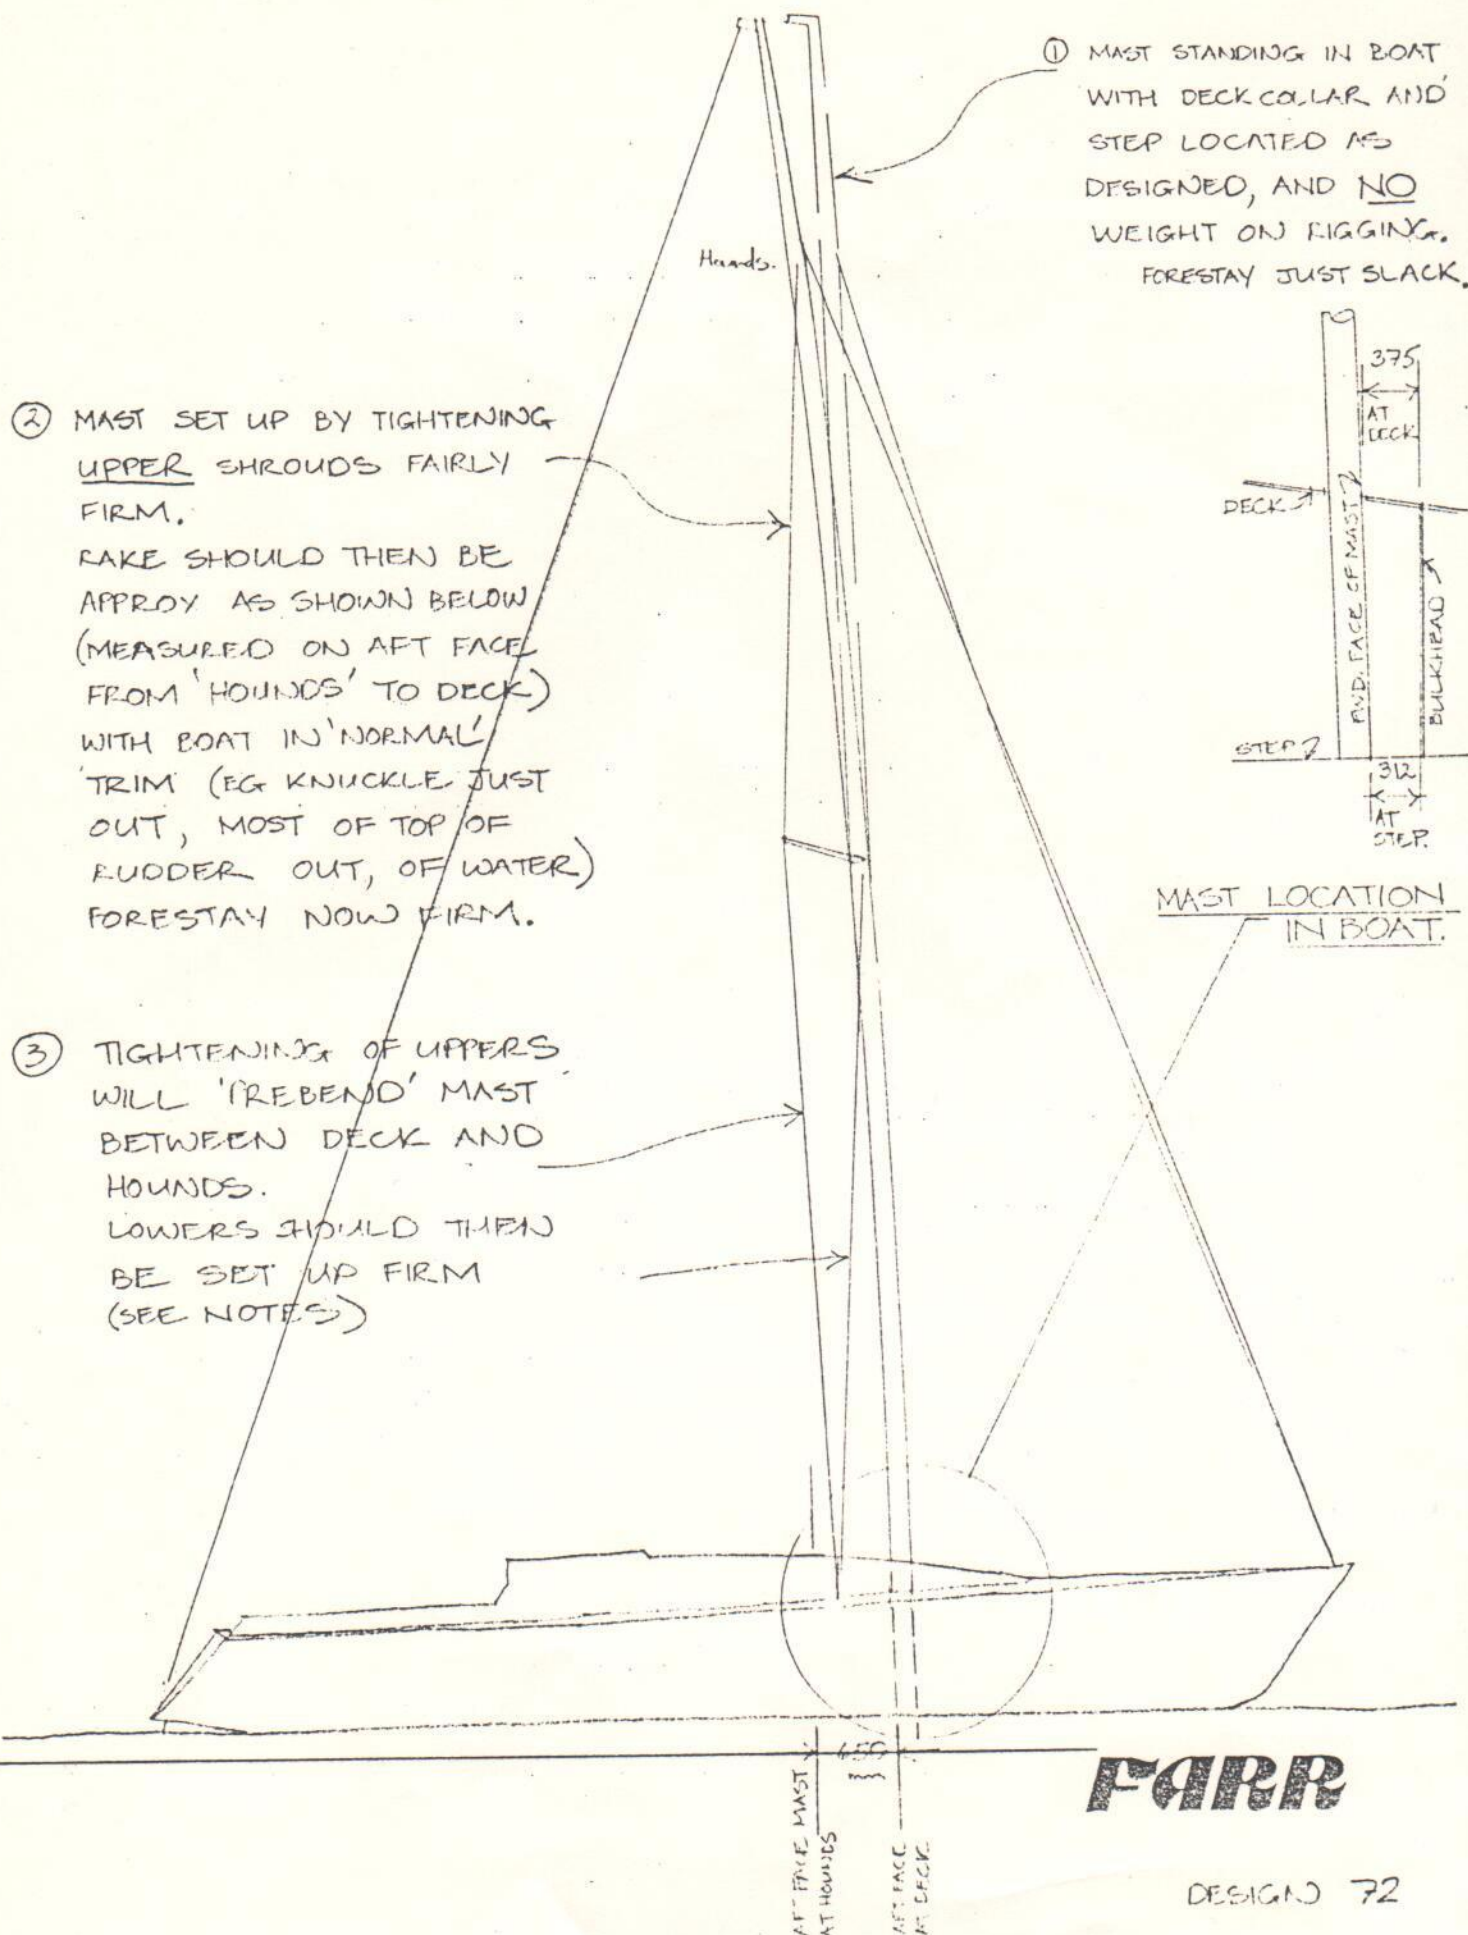 ① MAST STANDING IN BOAT
WITH DECK COLLAR AND
STEP LOCATED AS
DESIGNED, AND NO
WEIGHT ON RIGGING.
FORESTAY JUST SLACK.
Hounds.
375
AT
DECK
DECK
FWD. FACE OF MAST
BULKHEAD
STEP
312
AT
STEP.
MAST LOCATION
IN BOAT.
② MAST SET UP BY TIGHTENING
UPPER SHROUDS FAIRLY
FIRM.
RAKE SHOULD THEN BE
APPROX AS SHOWN BELOW
(MEASURED ON AFT FACE
FROM 'HOUNDS' TO DECK)
WITH BOAT IN 'NORMAL'
TRIM (EG KNUCKLE JUST
OUT, MOST OF TOP OF
RUDDER OUT, OF WATER)
FORESTAY NOW FIRM.
③ TIGHTENING OF UPPERS
WILL 'PREBEND' MAST
BETWEEN DECK AND
HOUNDS.
LOWERS SHOULD THEN
BE SET UP FIRM
(SEE NOTES)
450
mm
AFT FACE MAST
AT HOUNDS
AFT FACE
AT DECK
FARR
DESIGN 72